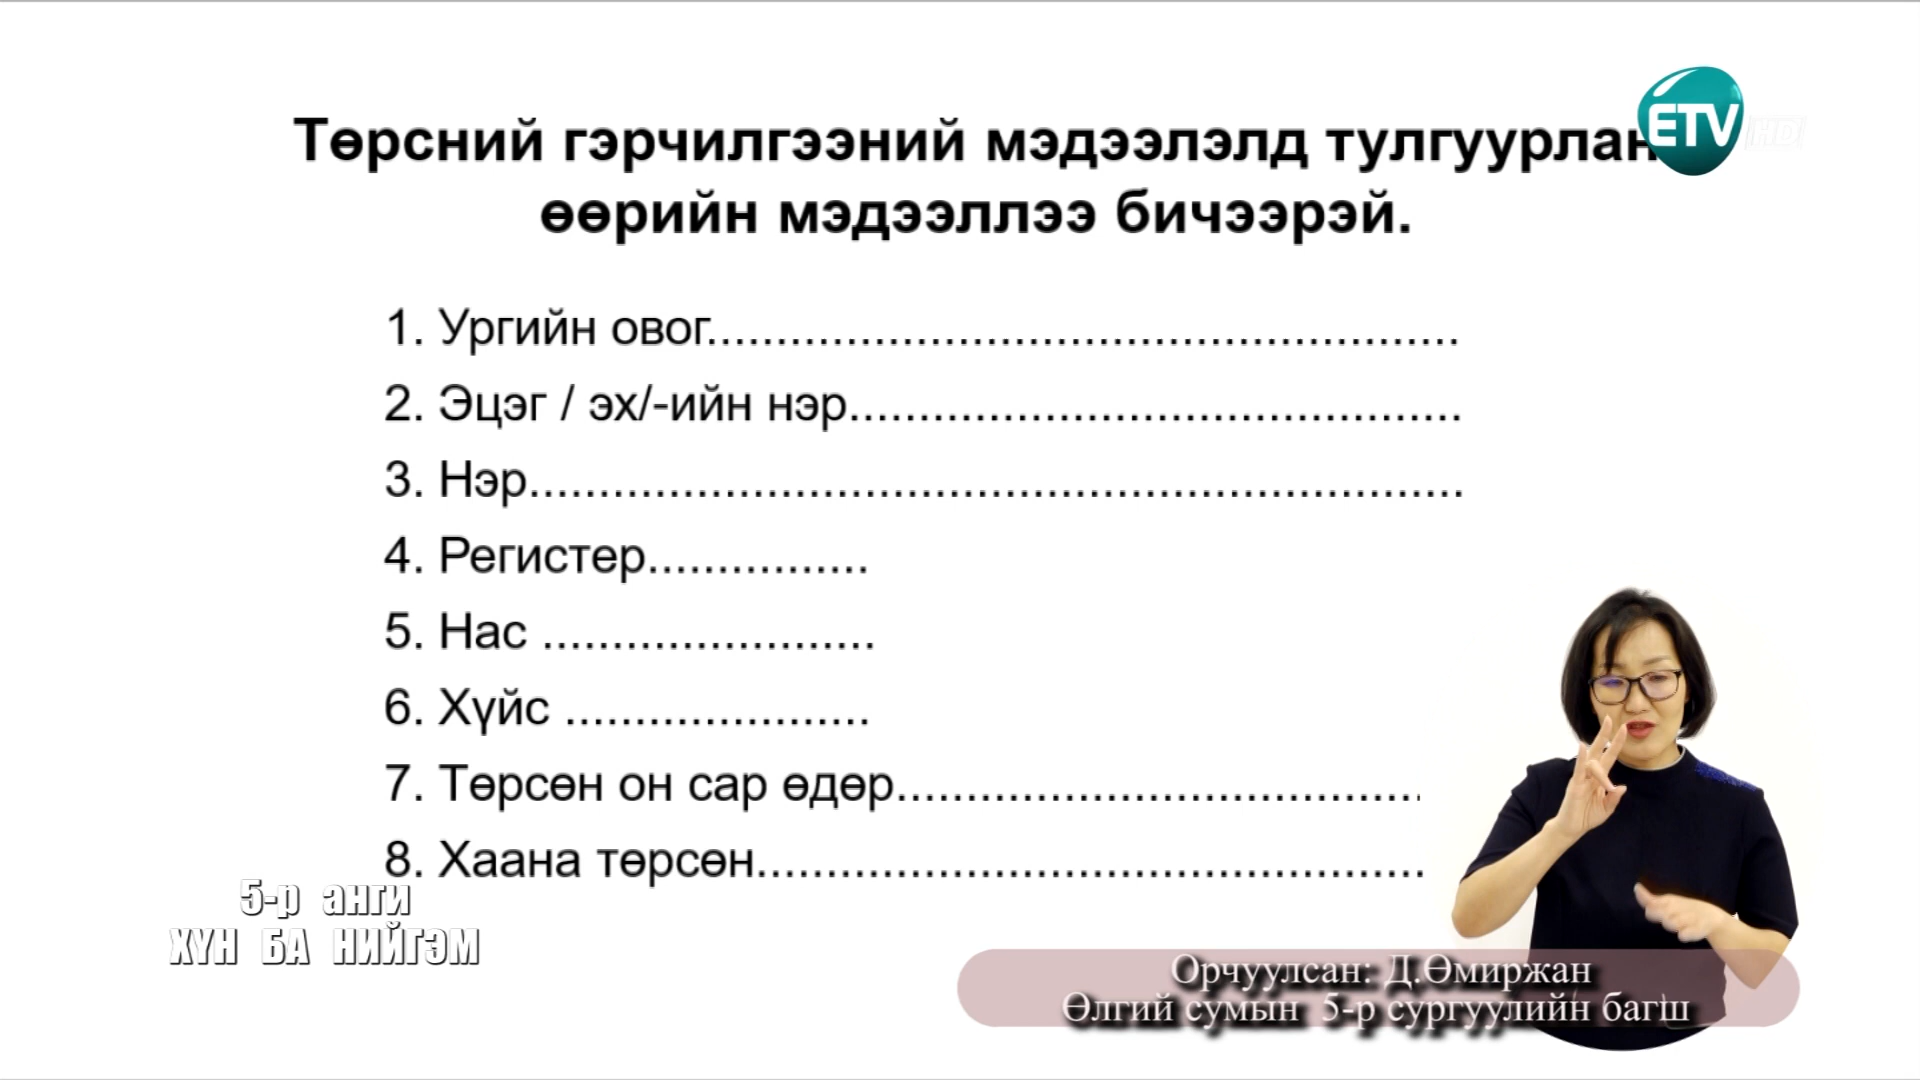 ETV HD
Төрсний гэрчилгээний мэдээлэлд тулгуурлан
өөрийн мэдээллээ бичээрэй.
1. Ургийн овог......................................................
2. Эцэг / эх/-ийн нэр............................................
3. Нэр...................................................................
4. Регистер................
5. Нас ........................
6. Хүйс ......................
7. Төрсөн он сар өдөр......................................
8. Хаана төрсөн................................................
5-р анги
ХҮН БА НИЙГЭМ
Орчуулсан: Д.Өмиржан
Өлгий сумын 5-р сургуулийн багш